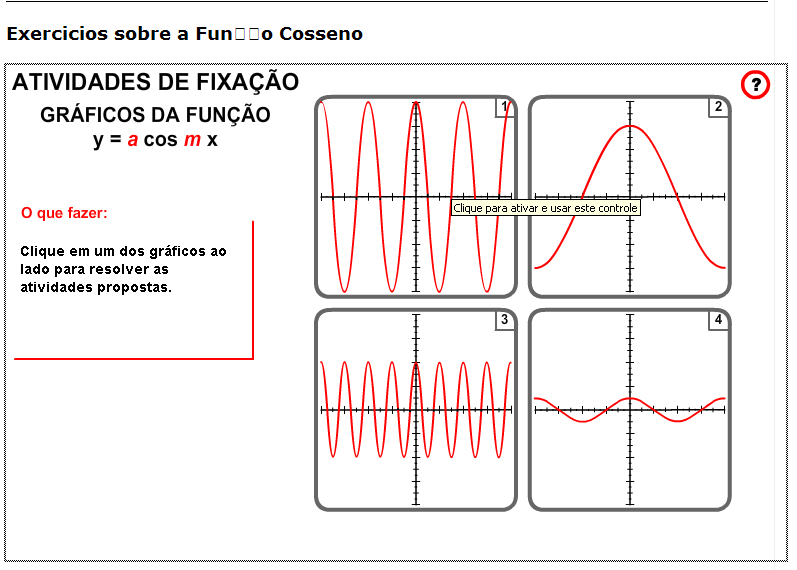 Exercicios sobre a Fun□□o Cosseno
ATIVIDADES DE FIXAÇÃO
GRÁFICOS DA FUNÇÃO
y = a cos m x
O que fazer:
Clique em um dos gráficos ao
lado para resolver as
atividades propostas.
?
1
2
Clique para ativar e usar este controle
3
4